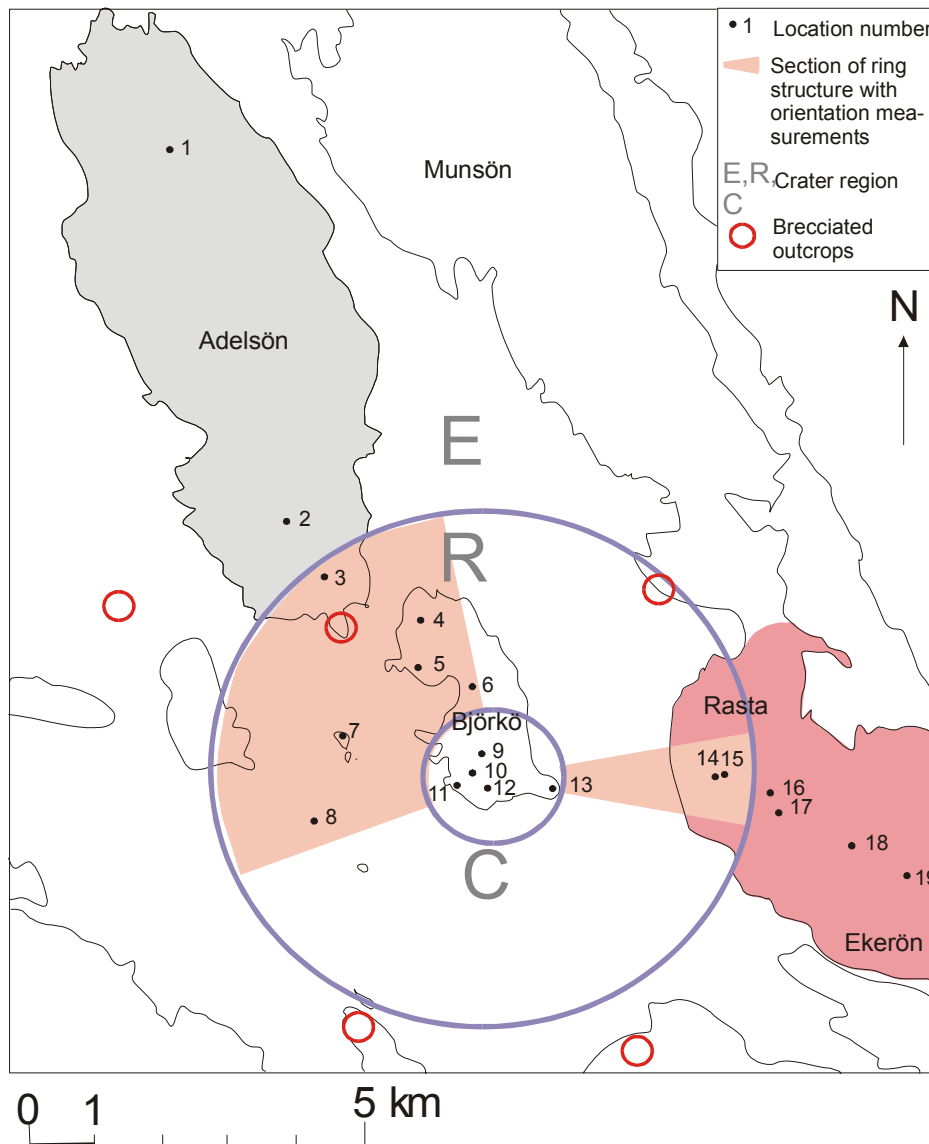 1 Location number
Section of ring
structure with
orientation mea-
surements
E,R,
C
Crater region
Brecciated
outcrops
1
Munsön
N
Adelsön
E
2
R
3
4
5
6
Rasta
Björkö
7
9
10
14 15
11
12
13
16
17
8
18
C
19
Ekerön
0 1 5 km